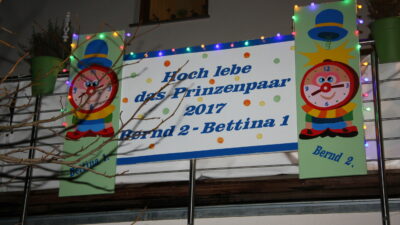 Hoch lebe
das Prinzenpaar
2017
Bernd 2 - Bettina 1
Bettina 1.
Bernd 2.